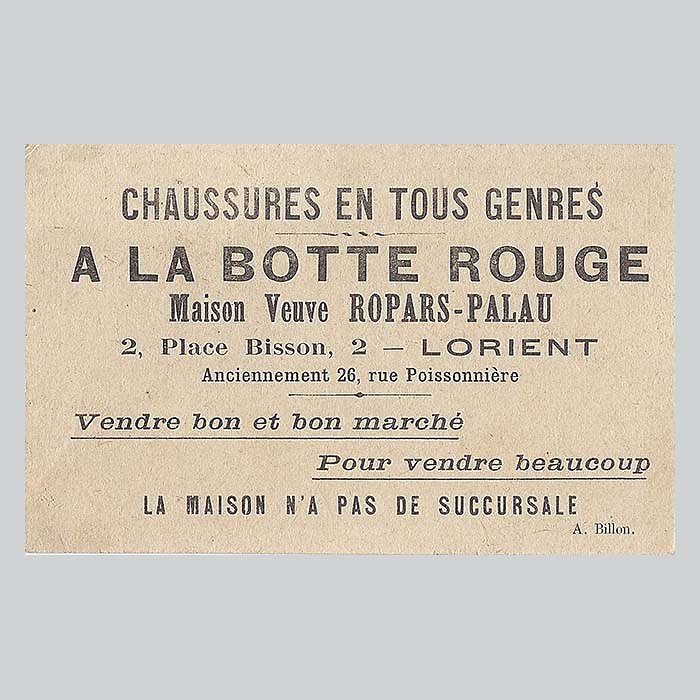 CHAUSSURES EN TOUS GENRES
A LA BOTTE ROUGE
Maison Veuve ROPARS-PALAU
2, Place Bisson, 2 — LORIENT
Anciennement 26, rue Poissonnière
Vendre bon et bon marché
Pour vendre beaucoup
LA MAISON N'A PAS DE SUCCURSALE
A. Billon.